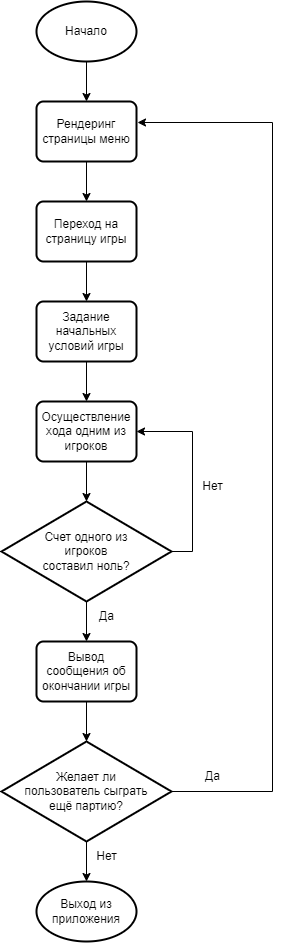 Начало
Рендеринг
страницы меню
Переход на
страницу игры
Задание
начальных
условий игры
Осуществление
хода одним из
игроков
Нет
Счет одного из
игроков
составил ноль?
Да
Вывод
сообщения об
окончании игры
Желает ли
пользователь сыграть
ещё партию?
Да
Нет
Выход из
приложения